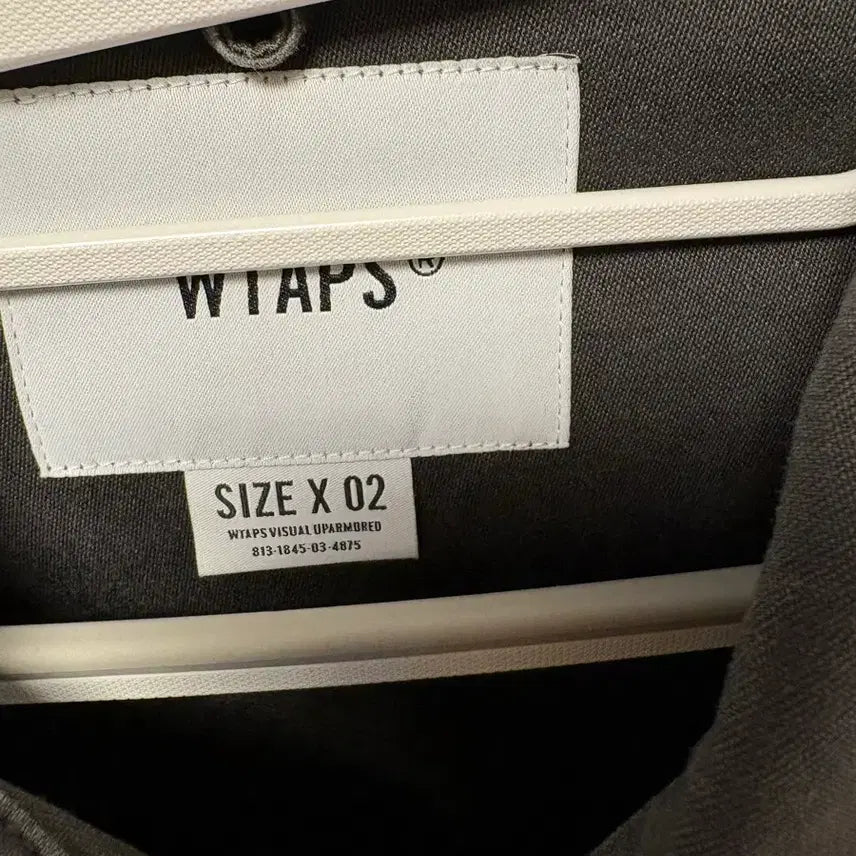 WTAPS®
SIZE X 02
WTAPS VISUAL UPARMORED
813-1845-03-4875